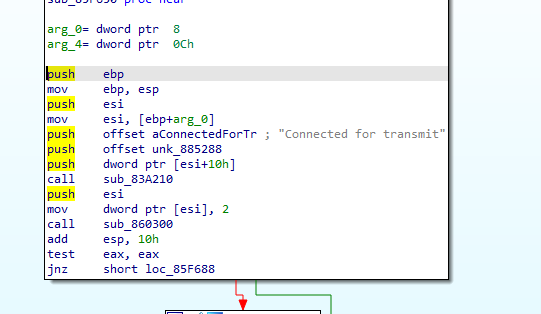 sub_85F650 proc near
arg_0= dword ptr  8
arg_4= dword ptr  0Ch
push    ebp
mov     ebp, esp
push    esi
mov     esi, [ebp+arg_0]
push    offset aConnectedForTr ; "Connected for transmit"
push    offset unk_885288
push    dword ptr [esi+10h]
call    sub_83A210
push    esi
mov     dword ptr [esi], 2
call    sub_860300
add     esp, 10h
test    eax, eax
jnz     short loc_85F688